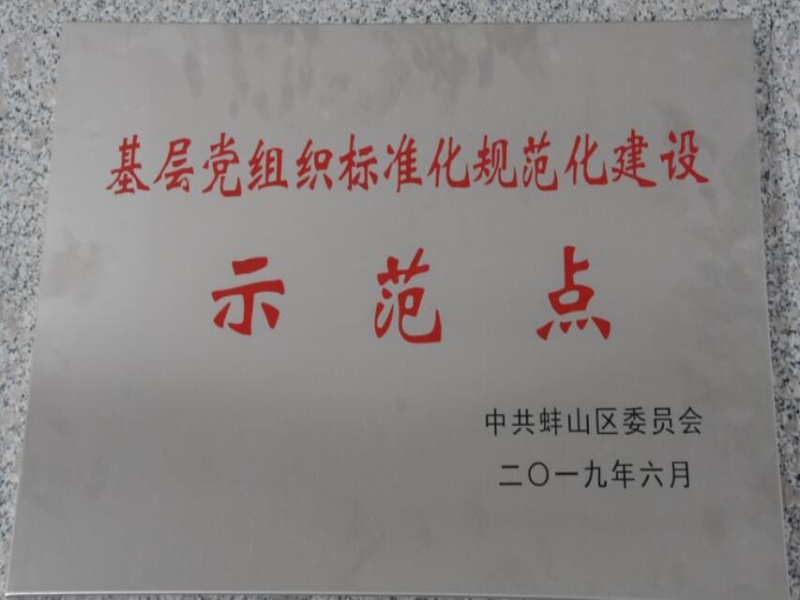 基层党组织标准化规范化建设
示范点
中共蚌山区委员会
二〇一九年六月